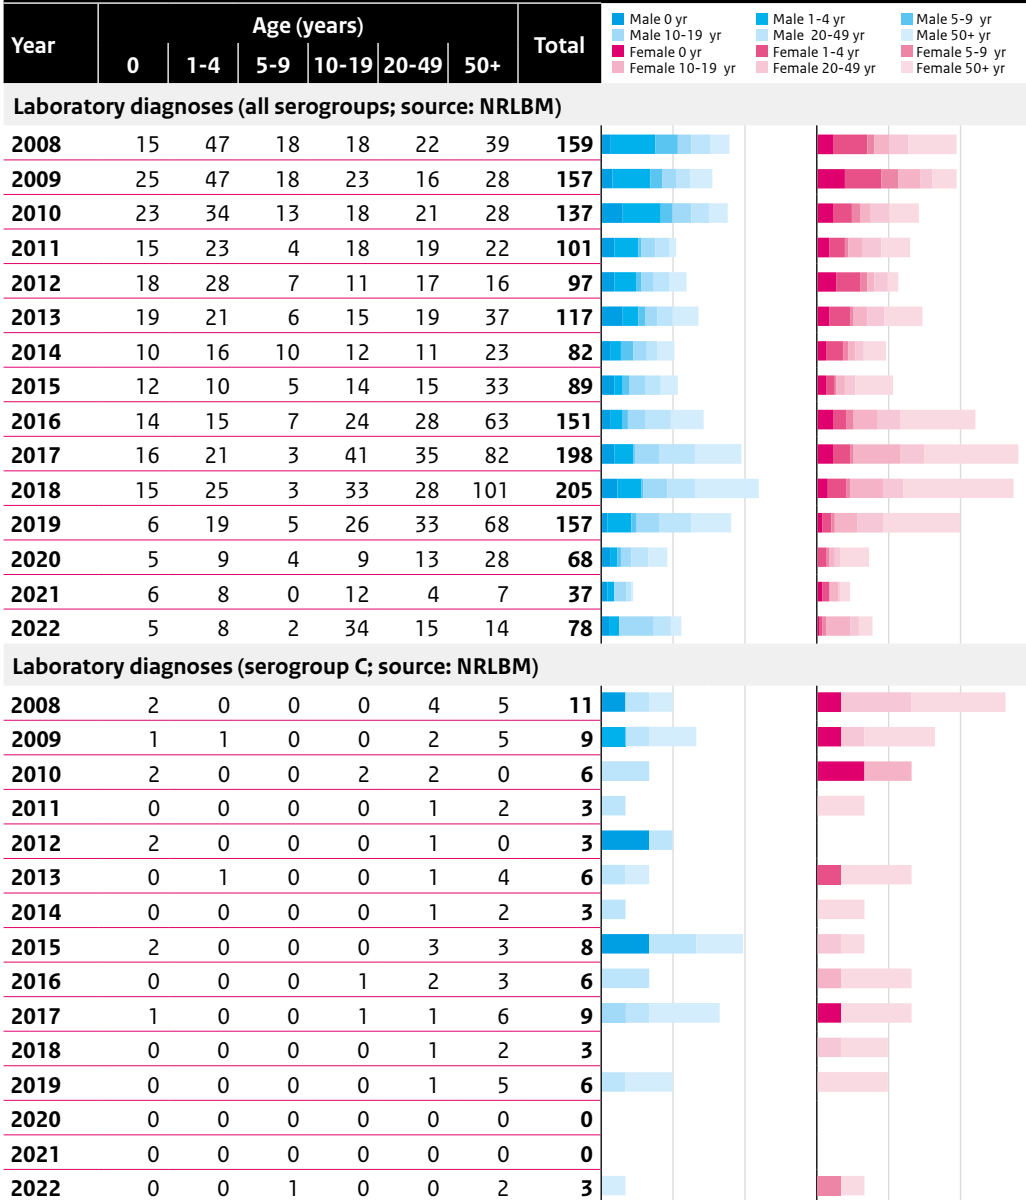 Year Age (years) Total
0 1-4 5-9 10-19 20-49 50+
Male 0 yr Male 1-4 yr Male 5-9 yr
Male 10-19 yr Male 20-49 yr Male 50+ yr
Female 0 yr Female 1-4 yr Female 5-9 yr
Female 10-19 yr Female 20-49 yr Female 50+ yr
Laboratory diagnoses (all serogroups; source: NRLBM)
2008 15 47 18 18 22 39 159
2009 25 47 18 23 16 28 157
2010 23 34 13 18 21 28 137
2011 15 23 4 18 19 22 101
2012 18 28 7 11 17 16 97
2013 19 21 6 15 19 37 117
2014 10 16 10 12 11 23 82
2015 12 10 5 14 15 33 89
2016 14 15 7 24 28 63 151
2017 16 21 3 41 35 82 198
2018 15 25 3 33 28 101 205
2019 6 19 5 26 33 68 157
2020 5 9 4 9 13 28 68
2021 6 8 0 12 4 7 37
2022 5 8 2 34 15 14 78
Laboratory diagnoses (serogroup C; source: NRLBM)
2008 2 0 0 0 4 5 11
2009 1 1 0 0 2 5 9
2010 2 0 0 2 2 0 6
2011 0 0 0 0 1 2 3
2012 2 0 0 0 1 0 3
2013 0 1 0 0 1 4 6
2014 0 0 0 0 1 2 3
2015 2 0 0 0 3 3 8
2016 0 0 0 1 2 3 6
2017 1 0 0 1 1 6 9
2018 0 0 0 0 1 2 3
2019 0 0 0 0 1 5 6
2020 0 0 0 0 0 0 0
2021 0 0 0 0 0 0 0
2022 0 0 1 0 0 2 3